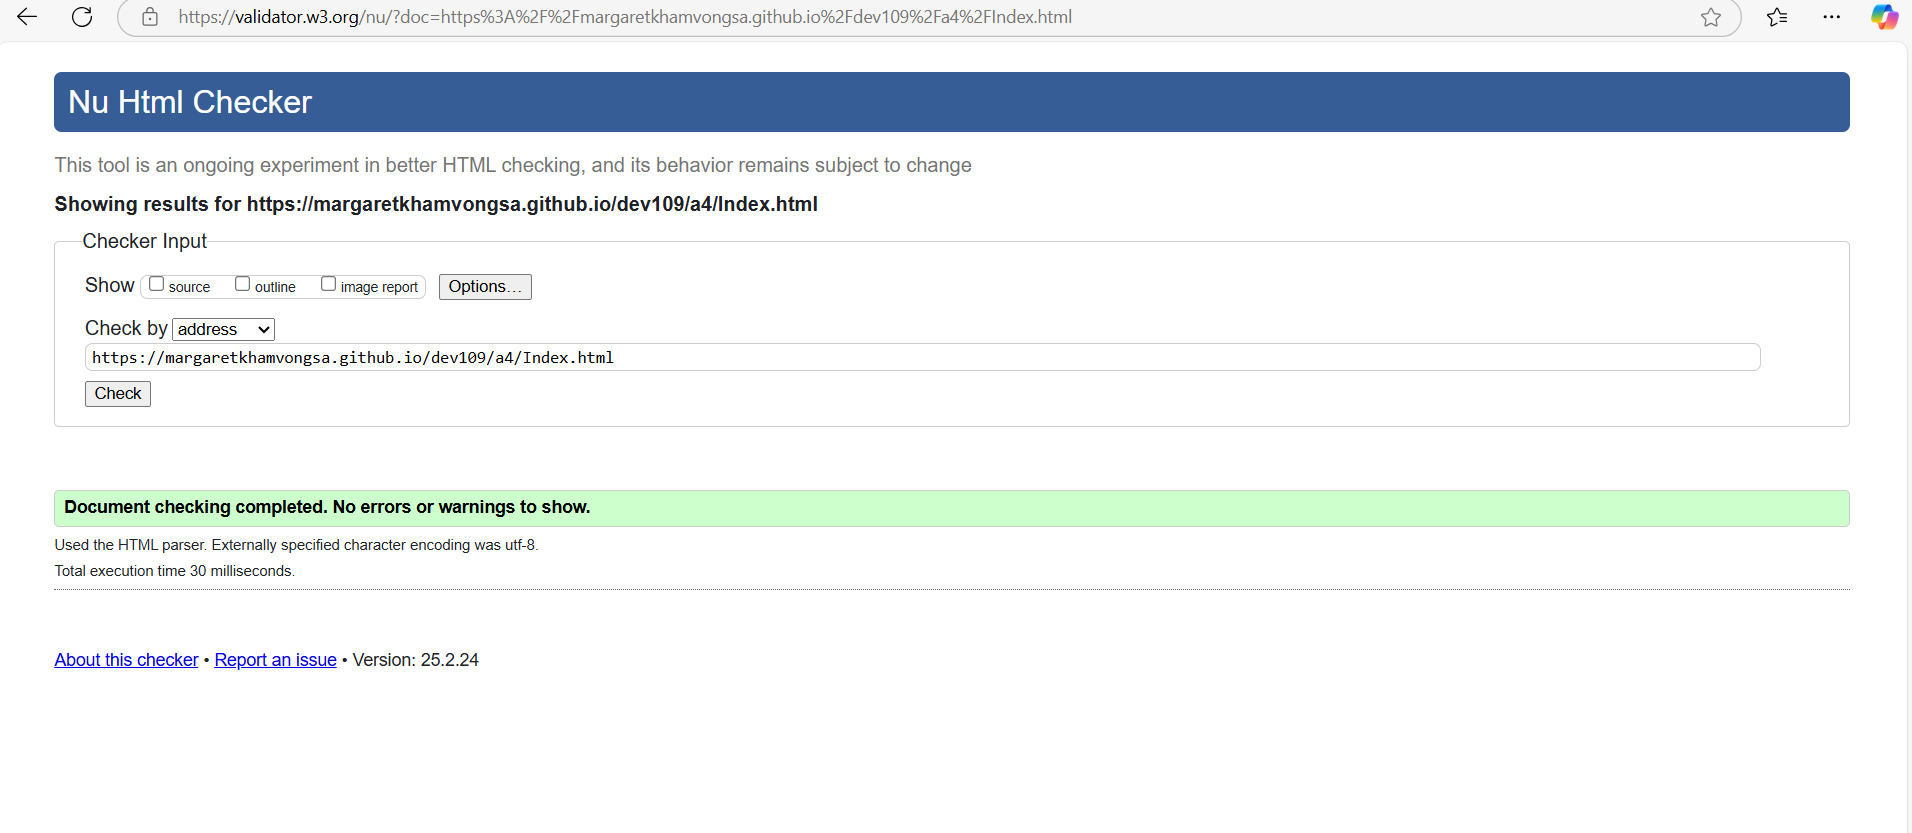 https://validator.w3.org/nu/?doc=https%3A%2F%2Fmargaretkhamvongsa.github.io%2Fdev109%2Fa4%2FIndex.html
Nu Html Checker
This tool is an ongoing experiment in better HTML checking, and its behavior remains subject to change
Showing results for https://margaretkhamvongsa.github.io/dev109/a4/Index.html
Checker Input
Show source outline image report Options...
Check by address
https://margaretkhamvongsa.github.io/dev109/a4/Index.html
Check
Document checking completed. No errors or warnings to show.
Used the HTML parser. Externally specified character encoding was utf-8.
Total execution time 30 milliseconds.
About this checker • Report an issue • Version: 25.2.24